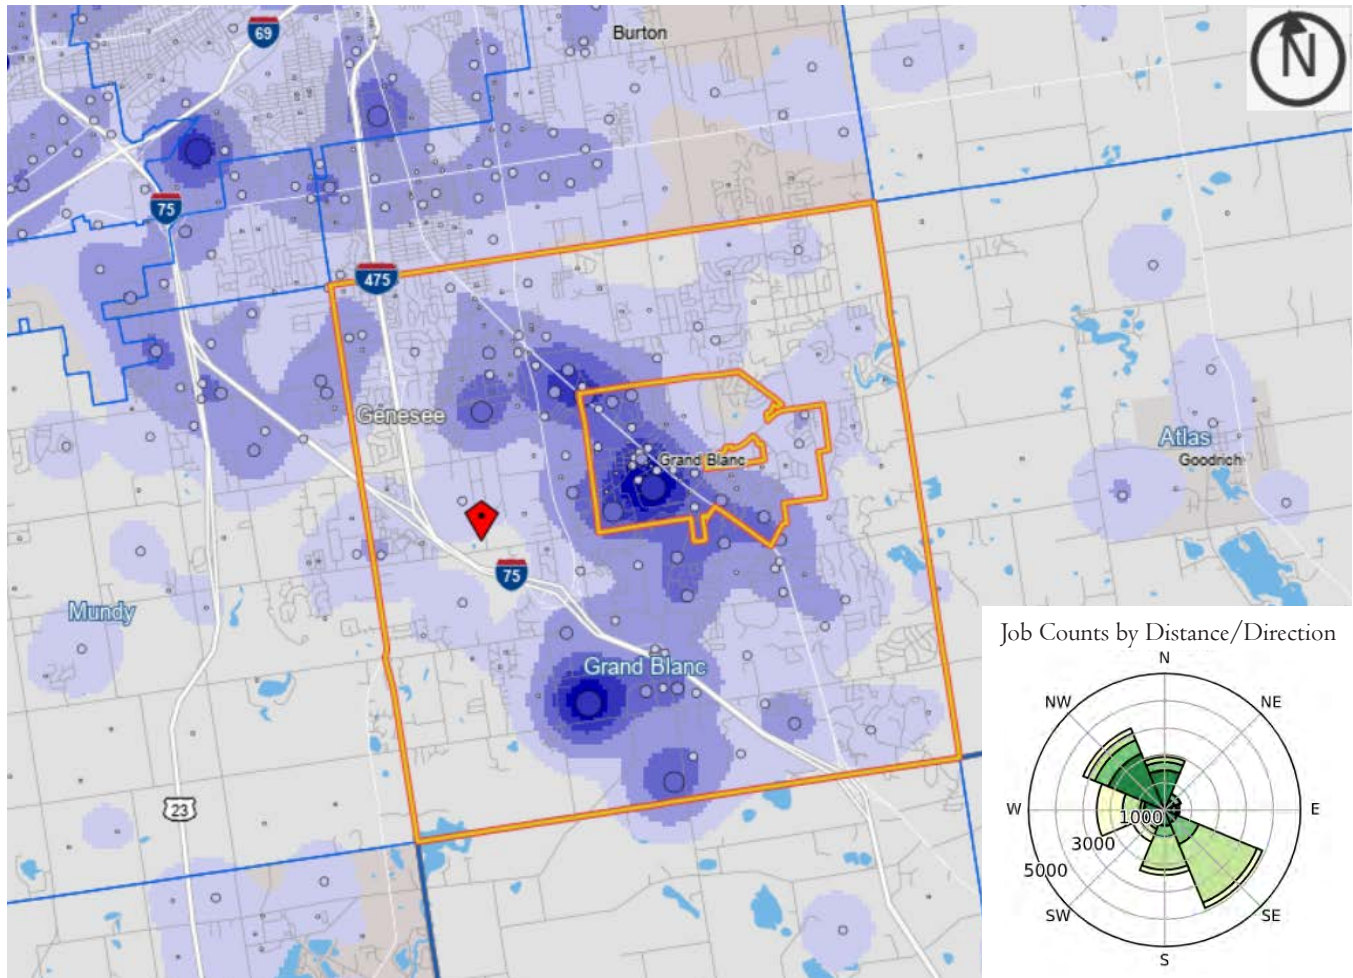 Burton
69
N
75
475
Genesee
Grand Blanc
Atlas
Goodrich
75
Mundy
Grand Blanc
23
Job Counts by Distance/Direction
N
NW
NE
W
1000
E
3000
5000
SW
SE
S